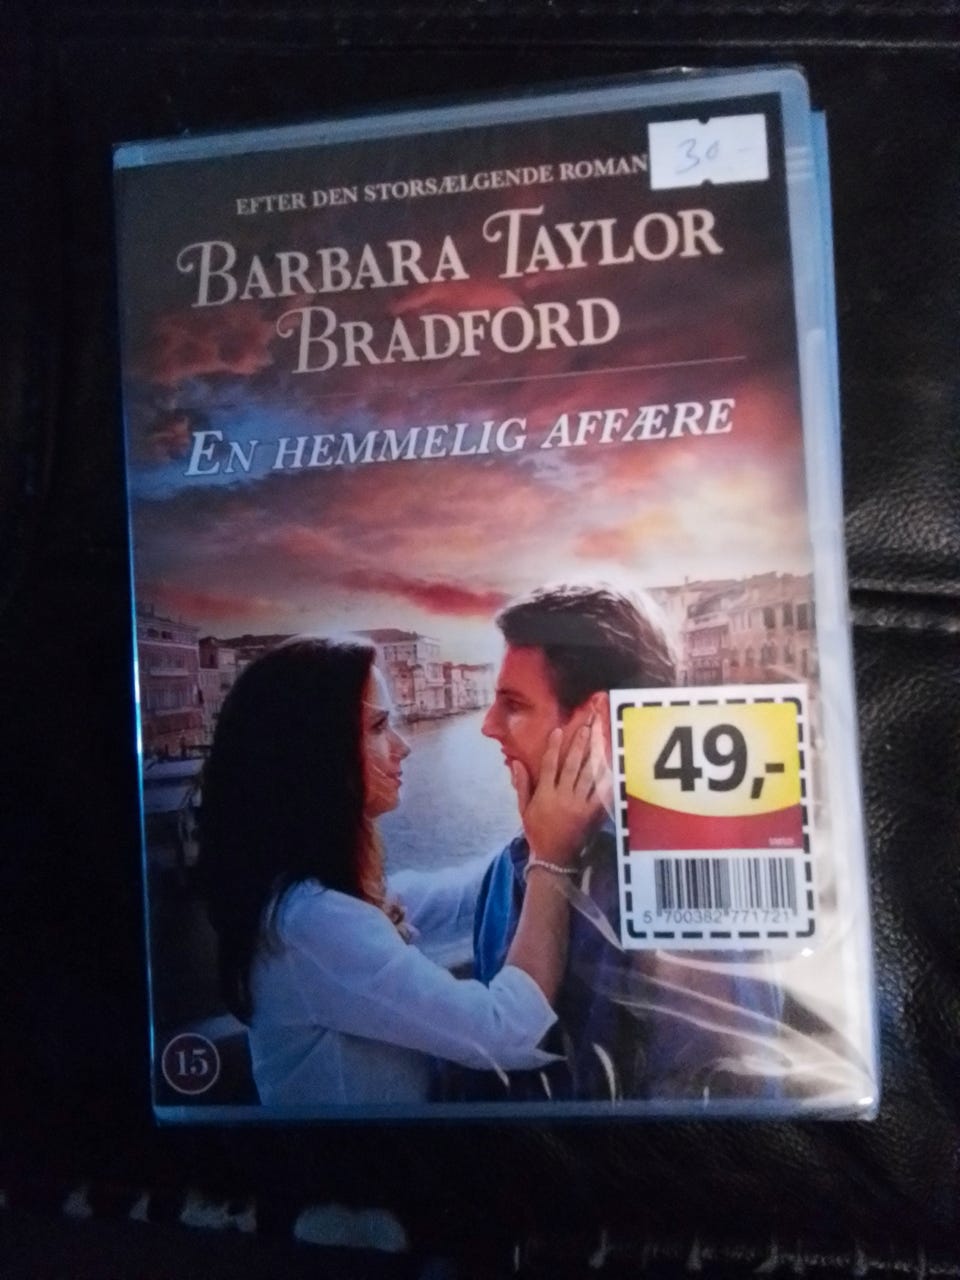 30.-
EFTER DEN STORSÆLGENDE ROMAN
BARBARA TAYLOR
BRADFORD
EN HEMMELIG AFFÆRE
49,-
5 700382 771721
15